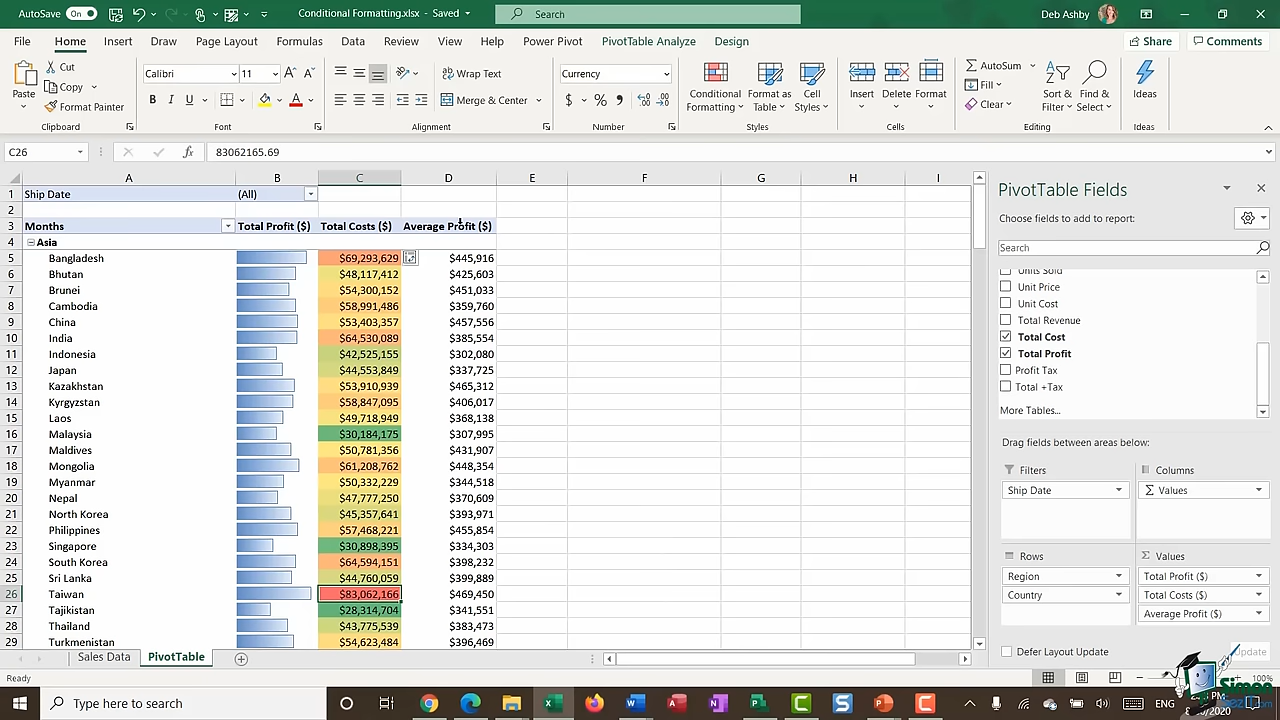 AutoSave On Conditional Formatting.xlsx - Saved Search Deb Ashby
File Home Insert Draw Page Layout Formulas Data Review View Help Power Pivot PivotTable Analyze Design Share Comments
Paste Cut Copy Format Painter
Calibri 11 B I U A
Wrap Text Merge & Center
Currency $ %
Conditional Formatting Format as Table Cell Styles
Insert Delete Format
AutoSum Fill Clear Sort & Filter Find & Select Ideas
Clipboard Font Alignment Number Styles Cells Editing Ideas
C26 fx 83062165.69
A B C D E F G H I
1 Ship Date (All)
2
3 Months Total Profit ($) Total Costs ($) Average Profit ($)
4 Asia
5 Bangladesh $69,293,629 $445,916
6 Bhutan $48,117,412 $425,603
7 Brunei $54,300,152 $451,033
8 Cambodia $58,991,486 $359,760
9 China $53,403,357 $457,556
10 India $64,530,089 $385,554
11 Indonesia $42,525,155 $302,080
12 Japan $44,553,849 $337,725
13 Kazakhstan $53,910,939 $465,312
14 Kyrgyzstan $58,847,095 $406,017
15 Laos $49,718,949 $368,138
16 Malaysia $30,184,175 $307,995
17 Maldives $50,781,356 $431,907
18 Mongolia $61,208,762 $448,354
19 Myanmar $50,332,229 $344,518
20 Nepal $47,777,250 $370,609
21 North Korea $45,357,641 $393,971
22 Philippines $57,468,221 $455,854
23 Singapore $30,898,395 $334,303
24 South Korea $64,594,151 $398,232
25 Sri Lanka $44,760,059 $399,889
26 Taiwan $83,062,166 $469,450
27 Tajikistan $28,314,704 $341,551
28 Thailand $43,775,539 $383,473
29 Turkmenistan $54,623,484 $396,469
Sales Data PivotTable
Ready 100%
PivotTable Fields
Choose fields to add to report:
Search
Units Sold
Unit Price
Unit Cost
Total Revenue
Total Cost
Total Profit
Profit Tax
Total +Tax
More Tables...
Drag fields between areas below:
Filters Columns
Ship Date Σ Values
Rows Σ Values
Region Total Profit ($)
Country Total Costs ($)
Average Profit ($)
Defer Layout Update Update
Type here to search ENG